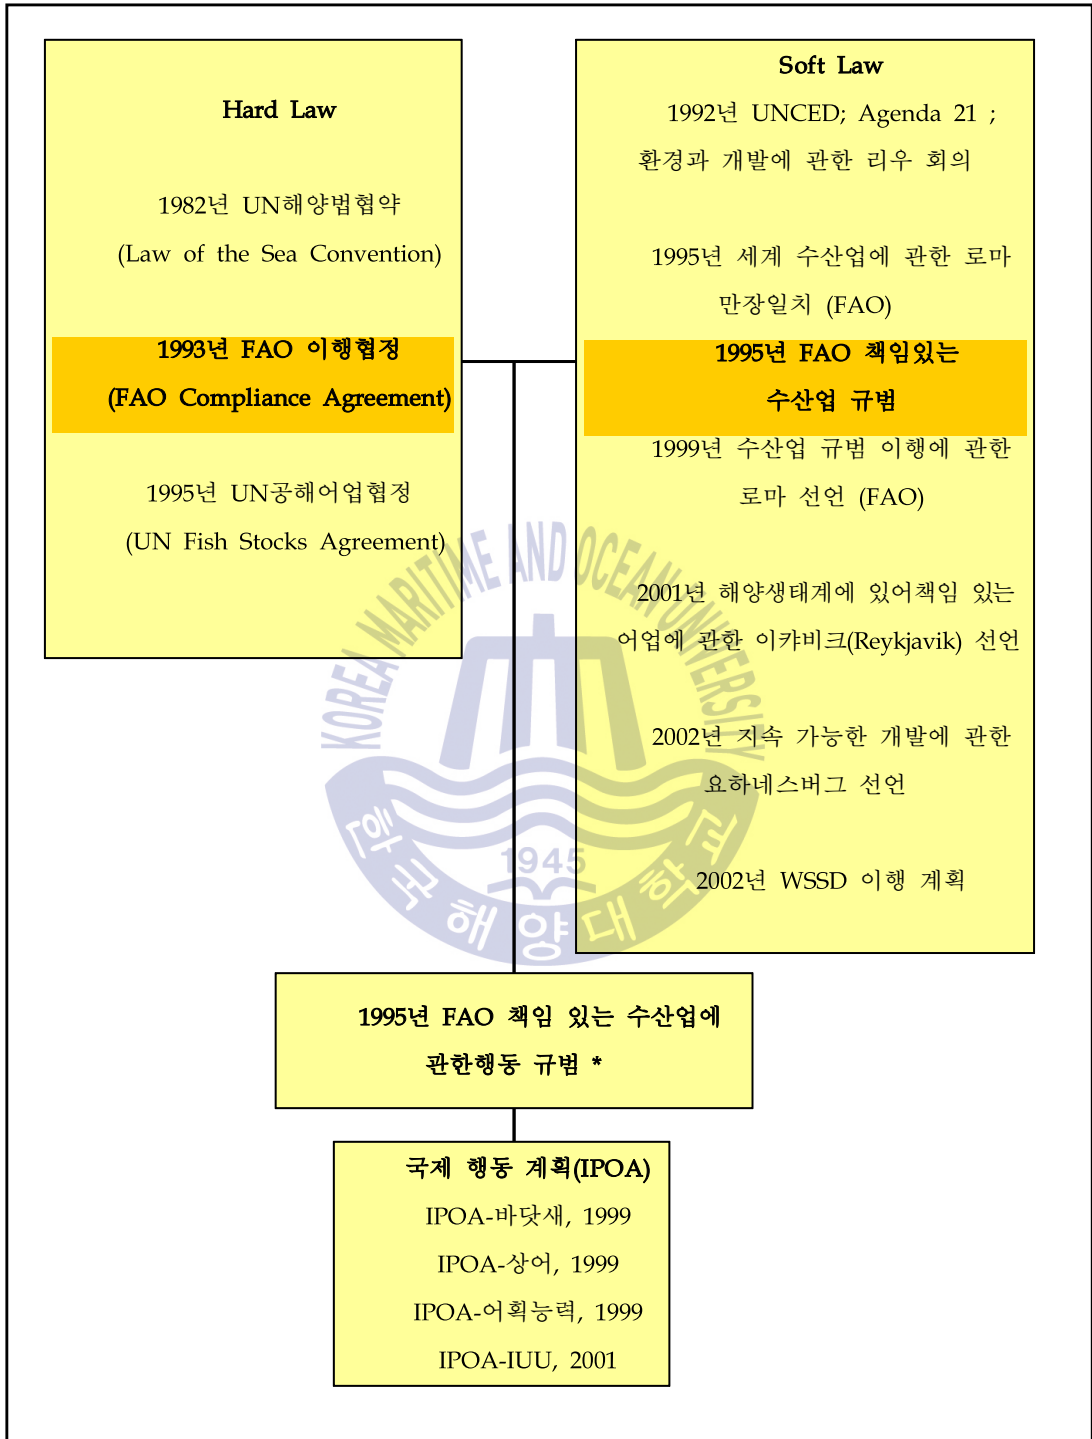 Hard Law
1982년 UN해양법협약
(Law of the Sea Convention)
1993년 FAO 이행협정
(FAO Compliance Agreement)
1995년 UN공해어업협정
(UN Fish Stocks Agreement)
Soft Law
1992년 UNCED; Agenda 21 ;
환경과 개발에 관한 리우 회의
1995년 세계 수산업에 관한 로마
만장일치 (FAO)
1995년 FAO 책임있는
수산업 규범
1999년 수산업 규범 이행에 관한
로마 선언 (FAO)
2001년 해양생태계에 있어책임 있는
어업에 관한 이캬비크(Reykjavik) 선언
2002년 지속 가능한 개발에 관한
요하네스버그 선언
2002년 WSSD 이행 계획
1995년 FAO 책임 있는 수산업에
관한행동 규범 *
국제 행동 계획(IPOA)
IPOA-바닷새, 1999
IPOA-상어, 1999
IPOA-어획능력, 1999
IPOA-IUU, 2001
KOREA MARITIME AND OCEAN UNIVERSITY
1945
한국해양대학교